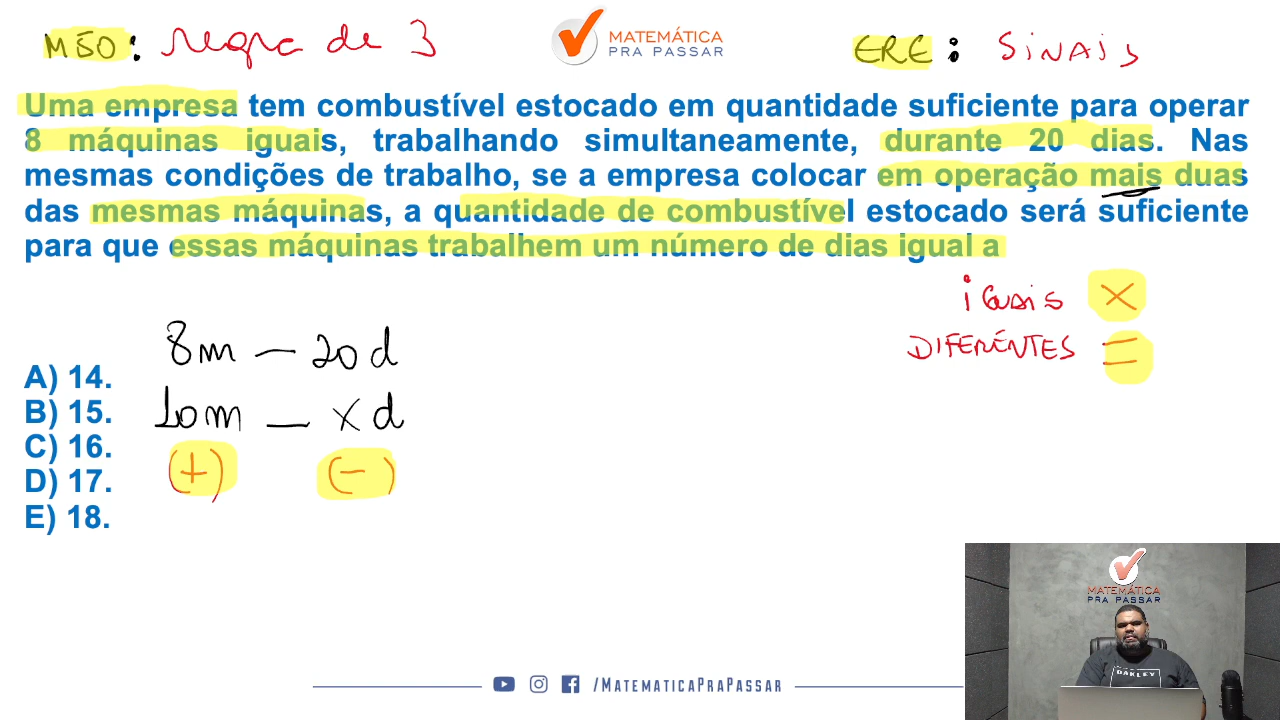 MÉO: regra de 3
MATEMÁTICA
PRA PASSAR
ERE: SiNAiS
Uma empresa tem combustível estocado em quantidade suficiente para operar
8 máquinas iguais, trabalhando simultaneamente, durante 20 dias. Nas
mesmas condições de trabalho, se a empresa colocar em operação mais duas
das mesmas máquinas, a quantidade de combustível estocado será suficiente
para que essas máquinas trabalhem um número de dias igual a
iGuAiS X
DIFERENTES =
8m — 20d
10m — x d
(+) (-)
A) 14.
B) 15.
C) 16.
D) 17.
E) 18.
MATEMÁTICA
PRA PASSAR
OAKLEY
/MatematicaPraPassar